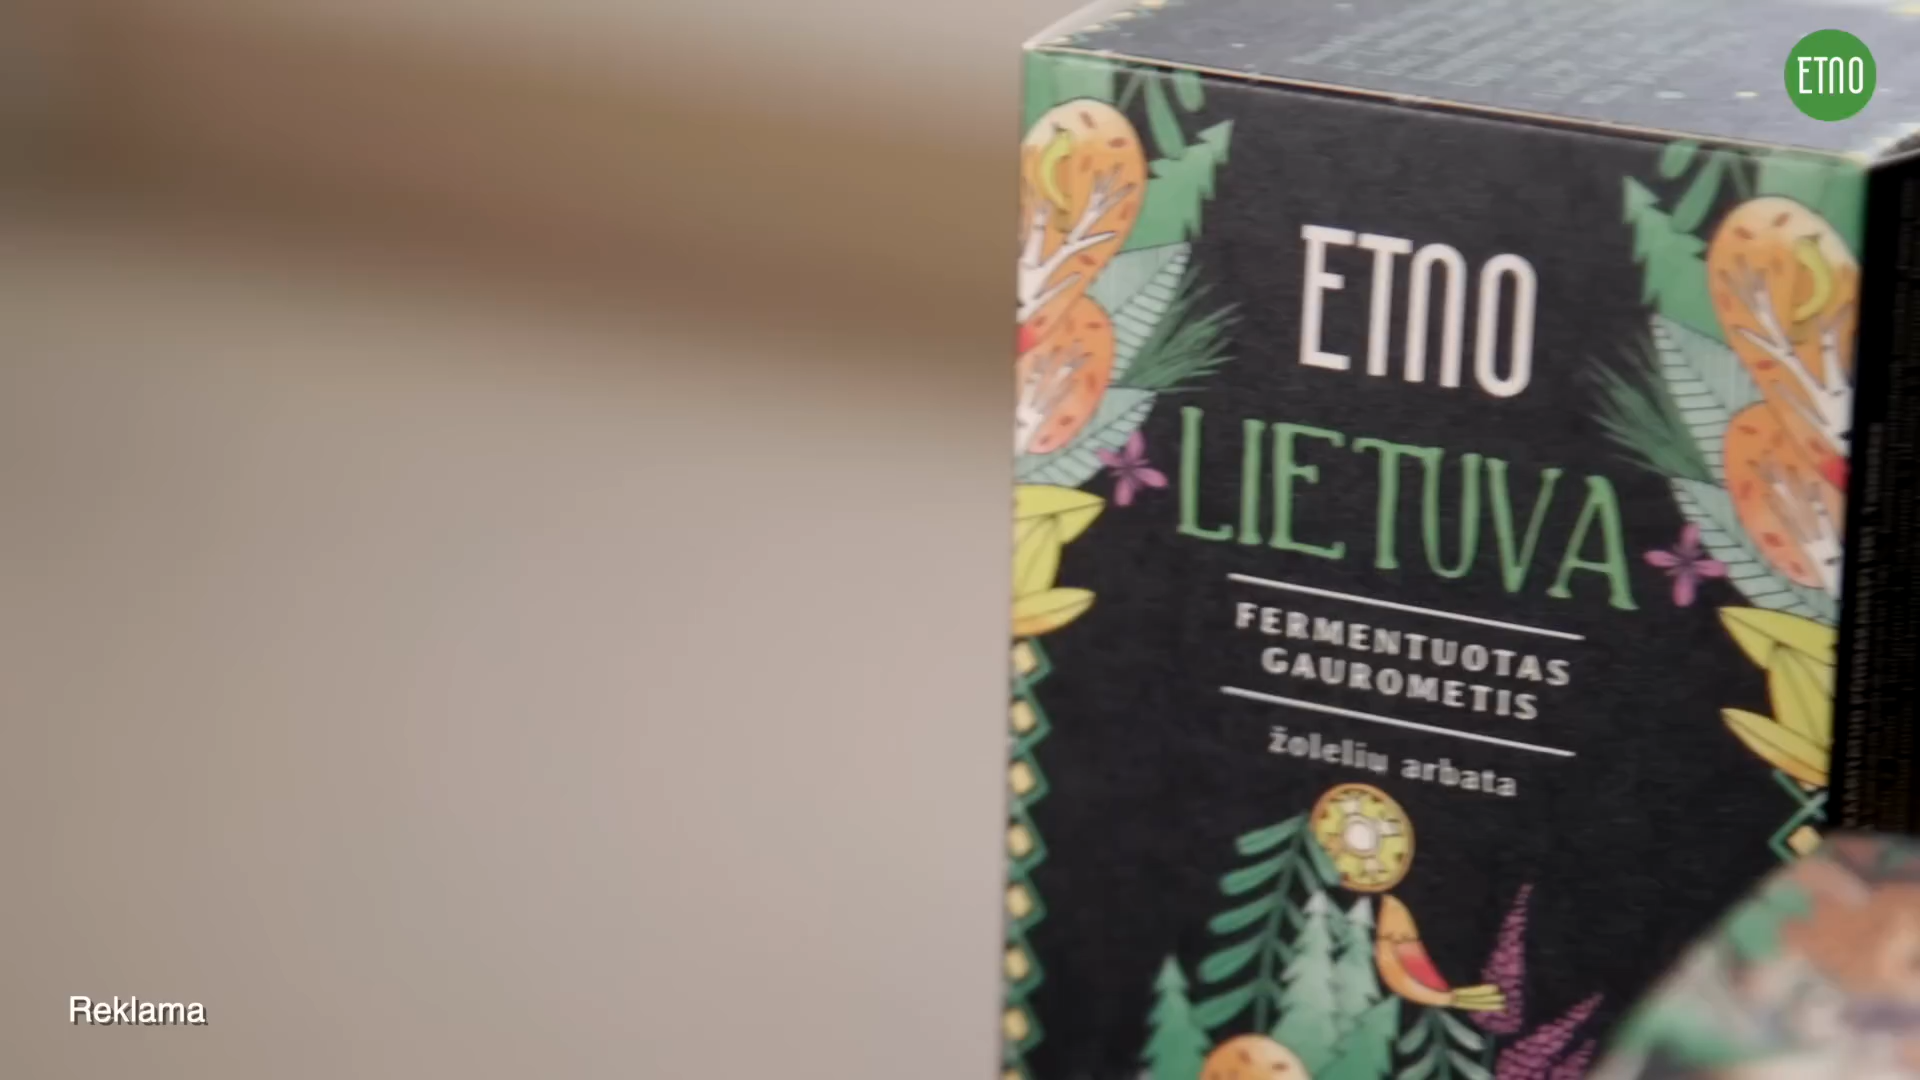 ETNO
ETNO
LIETUVA
FERMENTUOTAS
GAUROMETIS
žolelių arbata
Reklama